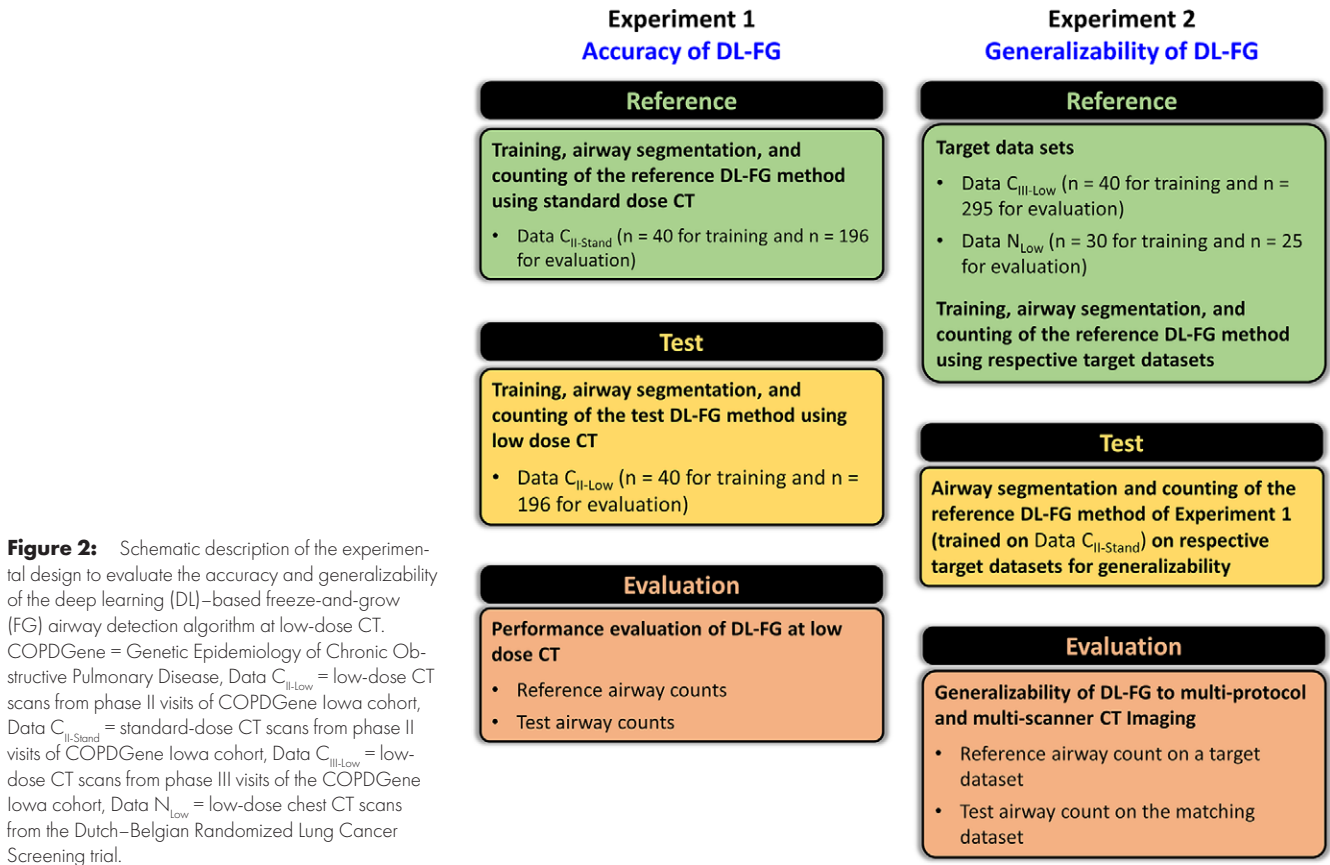 Experiment 1
Accuracy of DL-FG
Reference
Training, airway segmentation, and
counting of the reference DL-FG method
using standard dose CT
• Data C_II-Stand (n = 40 for training and n = 196
for evaluation)
Test
Training, airway segmentation, and
counting of the test DL-FG method using
low dose CT
• Data C_II-Low (n = 40 for training and n =
196 for evaluation)
Evaluation
Performance evaluation of DL-FG at low
dose CT
• Reference airway counts
• Test airway counts
Experiment 2
Generalizability of DL-FG
Reference
Target data sets
• Data C_III-Low (n = 40 for training and n =
295 for evaluation)
• Data N_Low (n = 30 for training and n = 25
for evaluation)
Training, airway segmentation, and
counting of the reference DL-FG method
using respective target datasets
Test
Airway segmentation and counting of the
reference DL-FG method of Experiment 1
(trained on Data C_II-Stand) on respective
target datasets for generalizability
Evaluation
Generalizability of DL-FG to multi-protocol
and multi-scanner CT Imaging
• Reference airway count on a target
dataset
• Test airway count on the matching
dataset
Figure 2: Schematic description of the experimen-
tal design to evaluate the accuracy and generalizability
of the deep learning (DL)–based freeze-and-grow
(FG) airway detection algorithm at low-dose CT.
COPDGene = Genetic Epidemiology of Chronic Ob-
structive Pulmonary Disease, Data C_II-Low = low-dose CT
scans from phase II visits of COPDGene Iowa cohort,
Data C_II-Stand = standard-dose CT scans from phase II
visits of COPDGene Iowa cohort, Data C_III-Low = low-
dose CT scans from phase III visits of the COPDGene
Iowa cohort, Data N_Low = low-dose chest CT scans
from the Dutch–Belgian Randomized Lung Cancer
Screening trial.